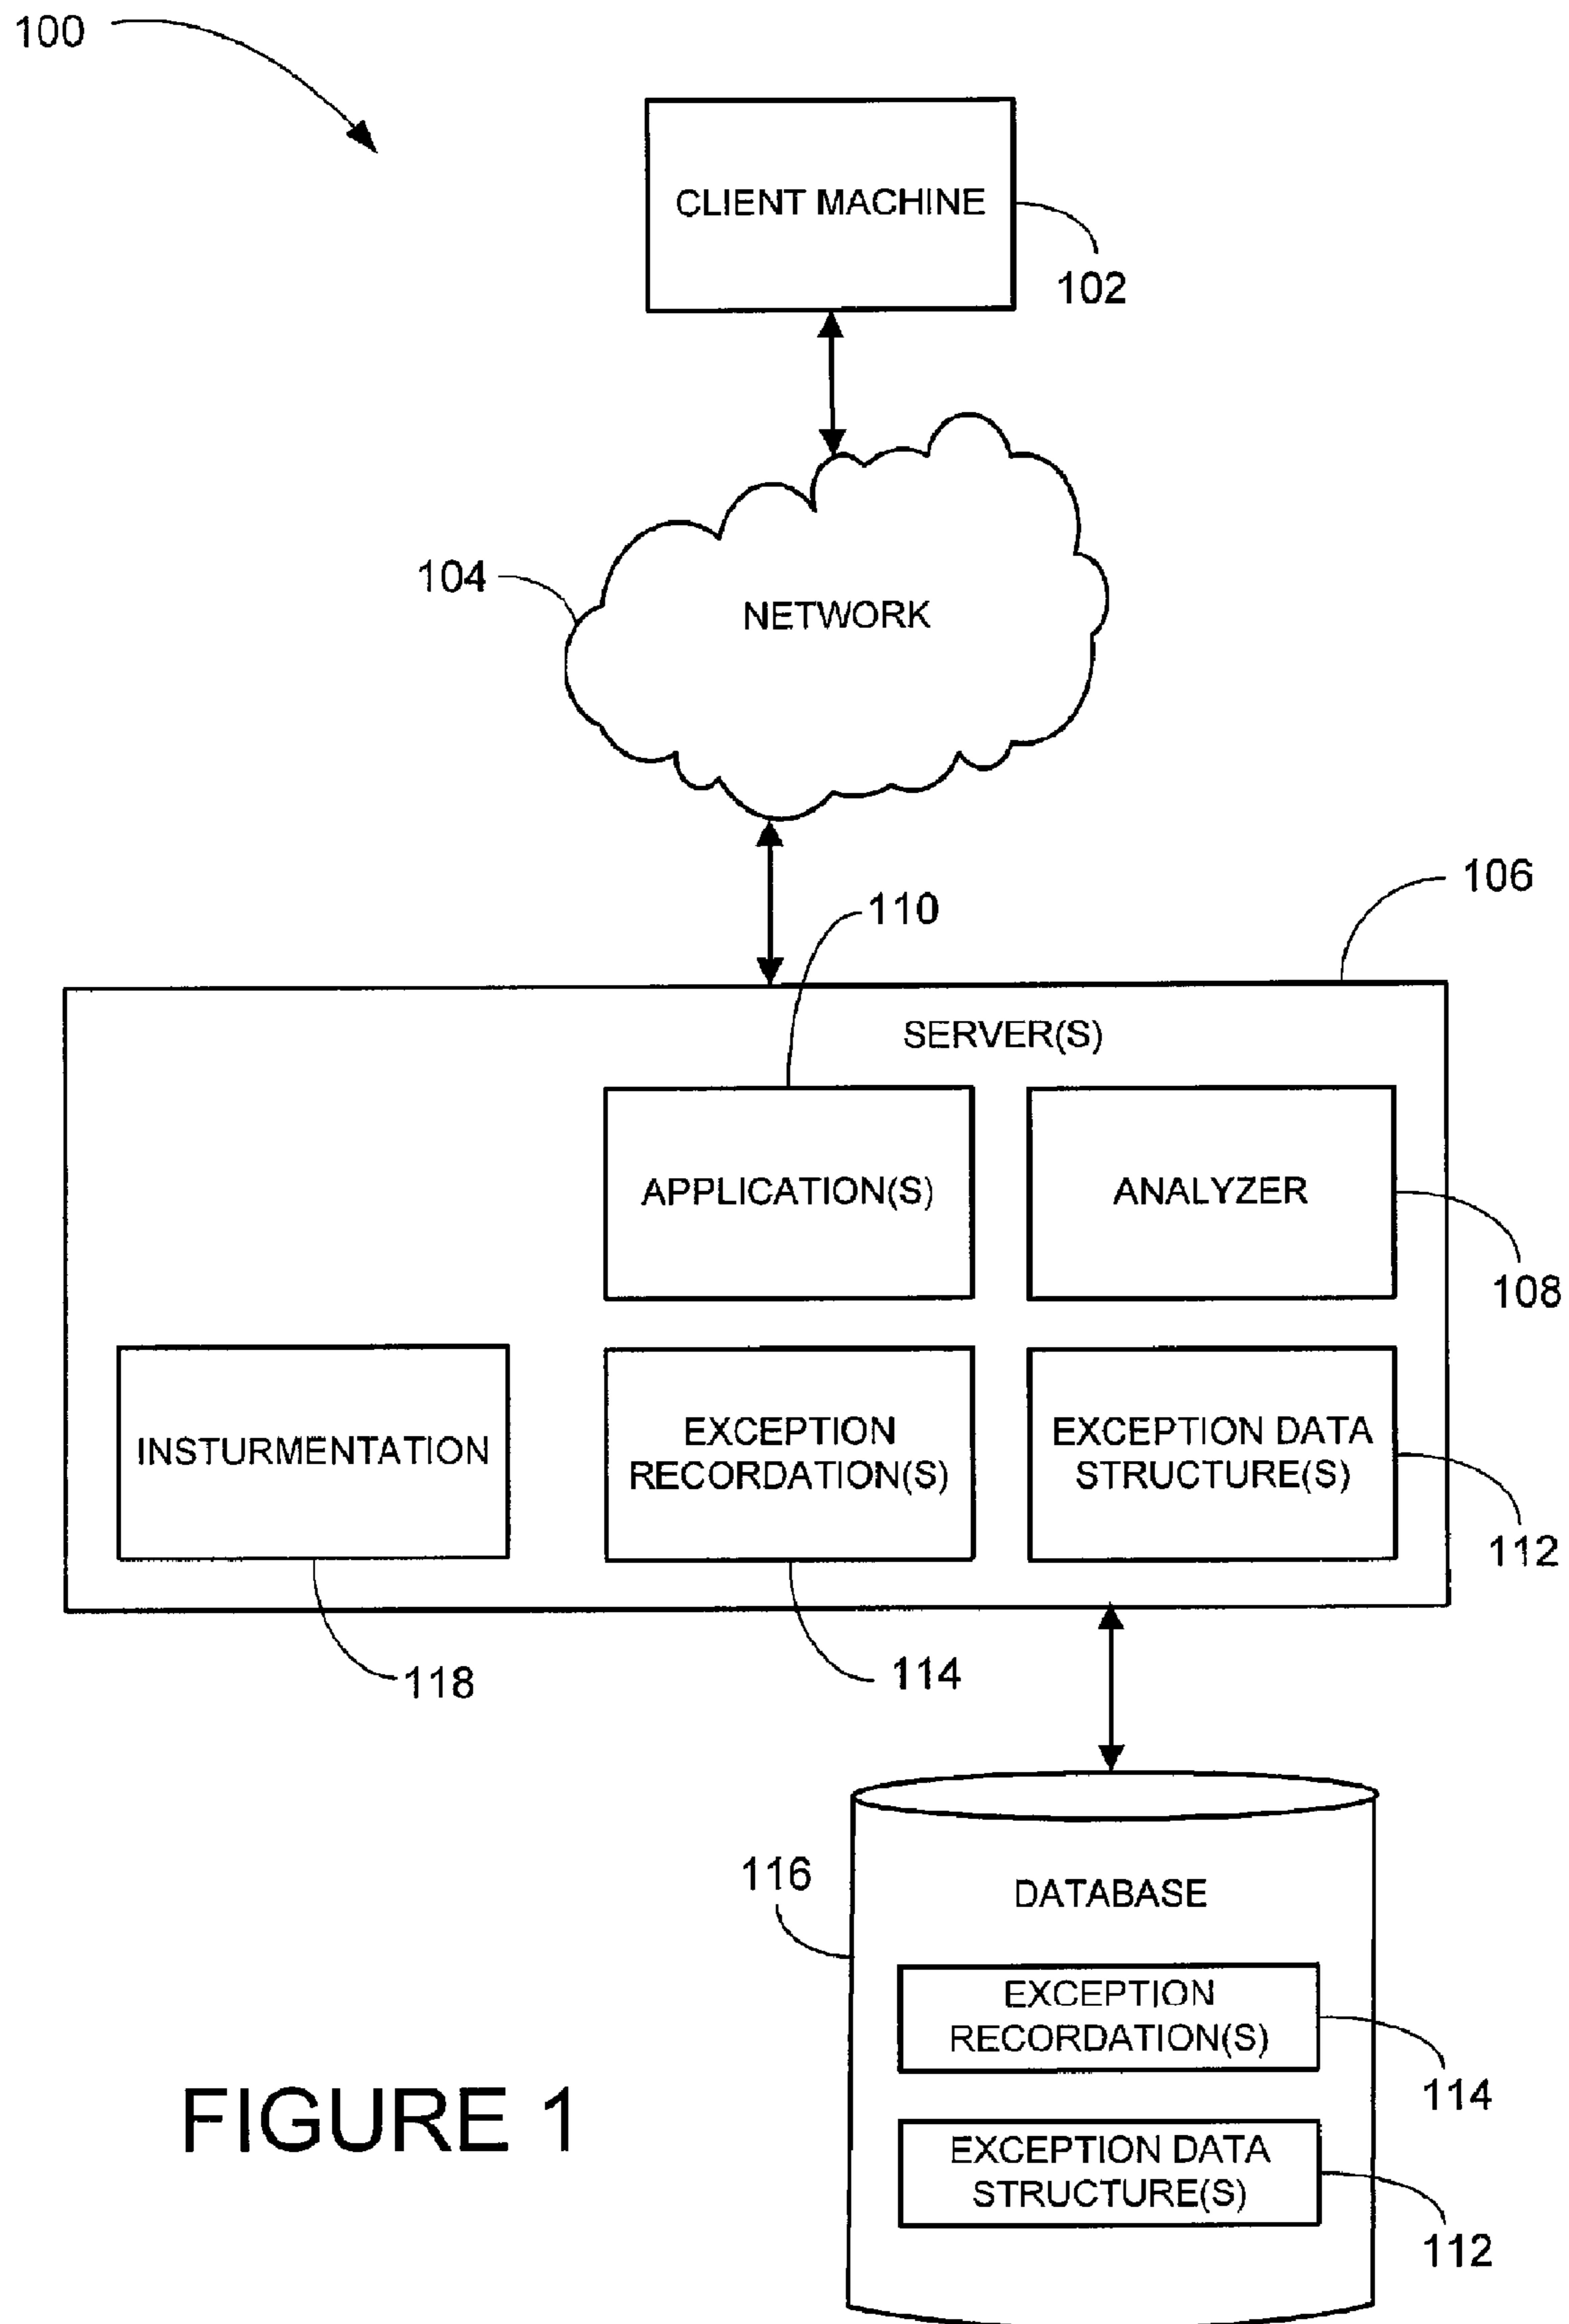 100
CLIENT MACHINE
102
104
NETWORK
106
110
SERVER(S)
APPLICATION(S)
ANALYZER
108
INSTURMENTATION
EXCEPTION
RECORDATION(S)
EXCEPTION DATA
STRUCTURE(S)
112
118
114
116
DATABASE
EXCEPTION
RECORDATION(S)
114
EXCEPTION DATA
STRUCTURE(S)
112
FIGURE 1